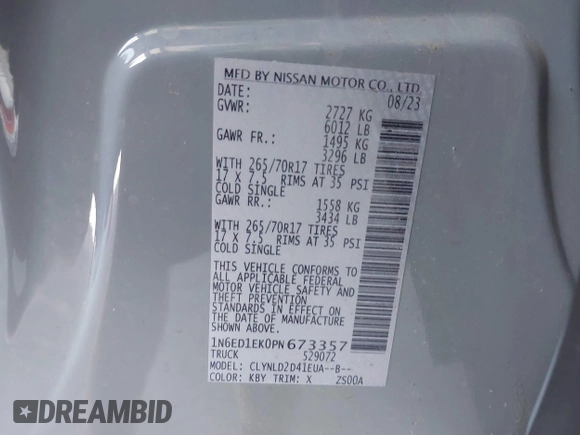 MFD BY NISSAN MOTOR CO., LTD.
DATE: 08/23
GVWR: 2727 KG
6012 LB
GAWR FR.: 1495 KG
3296 LB
WITH 265/70R17 TIRES
17 X 7.5 RIMS AT 35 PSI
COLD SINGLE
GAWR RR.: 1558 KG
3434 LB
WITH 265/70R17 TIRES
17 X 7.5 RIMS AT 35 PSI
COLD SINGLE
THIS VEHICLE CONFORMS TO
ALL APPLICABLE FEDERAL
MOTOR VEHICLE SAFETY AND
THEFT PREVENTION
STANDARDS IN EFFECT ON
THE DATE OF MANUFACTURE
SHOWN ABOVE.
1N6ED1EK0PN673357
TRUCK 529072
MODEL: CLYNLD2D41EUA--B--
COLOR: KBY TRIM: X ZS00A
DREAMBID
dreambid.com